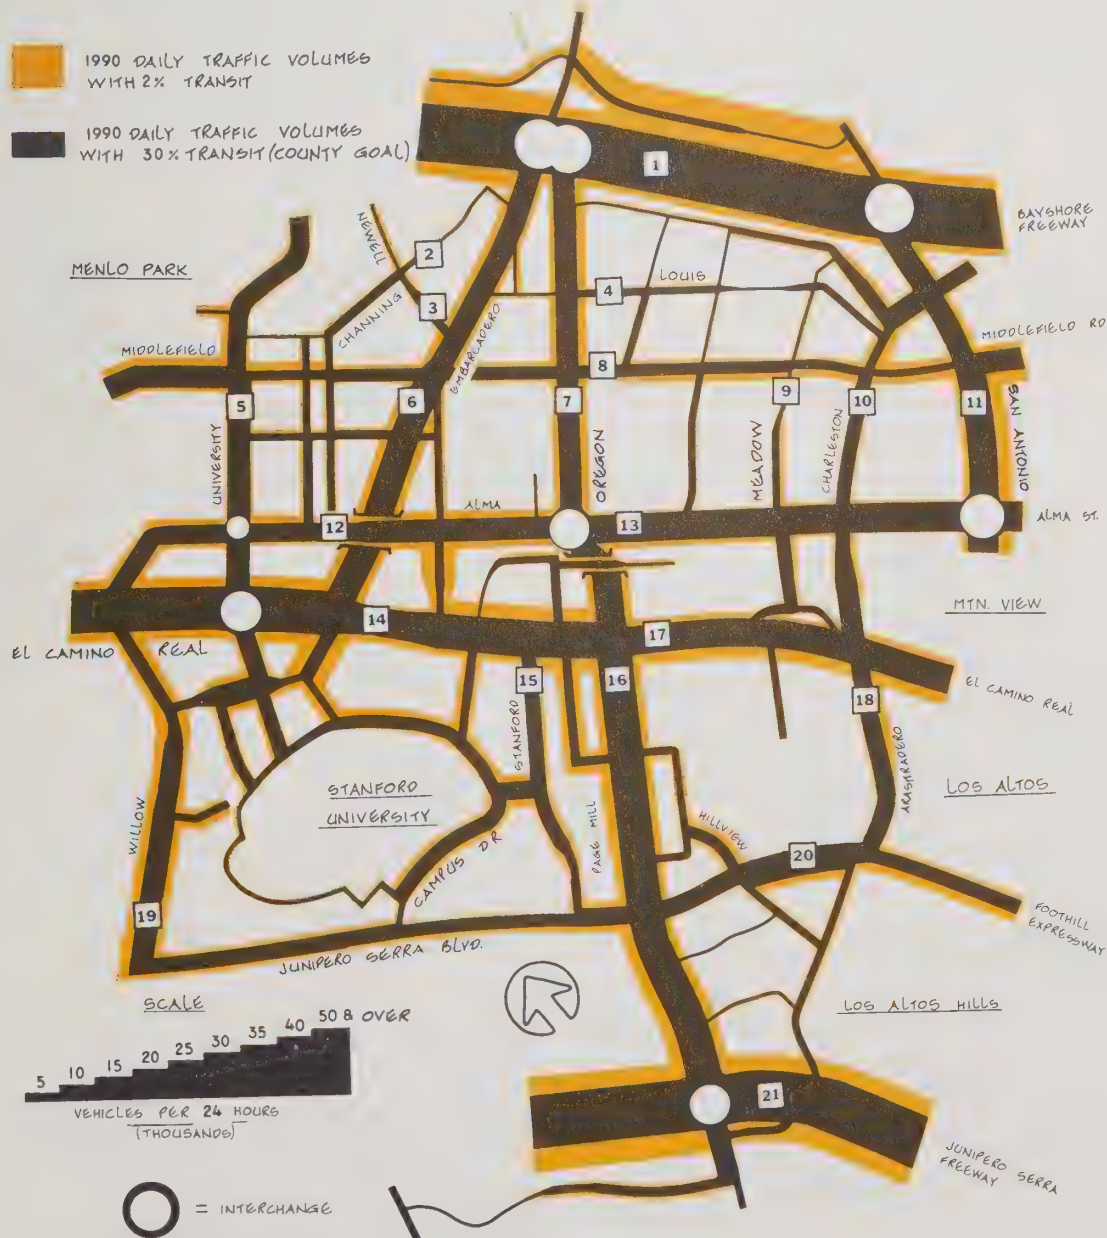 1990 DAILY TRAFFIC VOLUMES
WITH 2% TRANSIT
1990 DAILY TRAFFIC VOLUMES
WITH 30% TRANSIT (COUNTY GOAL)
1
BAYSHORE
FREEWAY
MENLO PARK
NEWELL
2
CHANNING
3
4
LOUIS
EMBARCADERO
MIDDLEFIELD
MIDDLEFIELD RD
8
5
6
7
9
10
11
UNIVERSITY
OREGON
MEADOW
CHARLESTON
SAN ANTONIO
ALMA
12
13
ALMA ST.
14
17
MTN. VIEW
EL CAMINO REAL
EL CAMINO REAL
15
16
18
STANFORD
ARASTRADERO
STANFORD
UNIVERSITY
LOS ALTOS
WILLOW
CAMPUS DR
PAGE MILL
HILLVIEW
20
19
FOOTHILL
EXPRESSWAY
JUNIPERO SERRA BLVD.
SCALE
LOS ALTOS HILLS
5 10 15 20 25 30 35 40 50 & OVER
VEHICLES PER 24 HOURS
(THOUSANDS)
21
JUNIPERO SERRA
FREEWAY
= INTERCHANGE